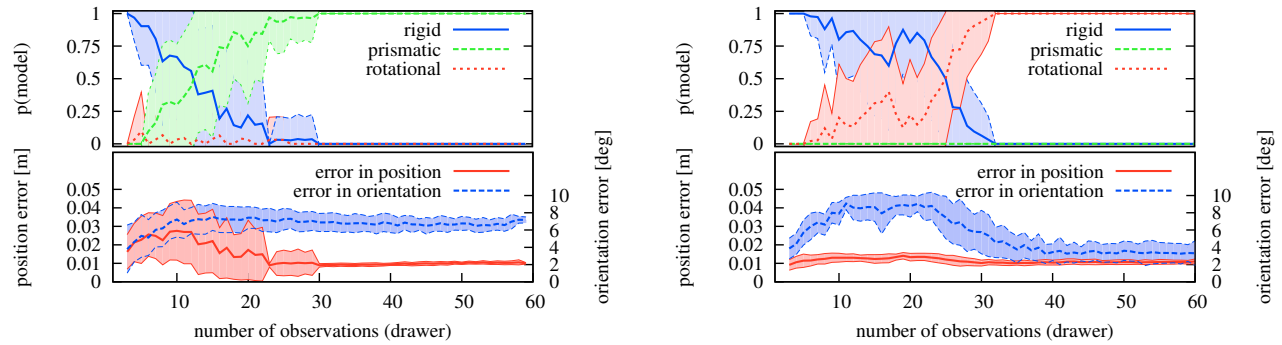 p(model)
1
0.75
0.5
0.25
0
rigid
prismatic
rotational
position error [m]
0.05
0.04
0.03
0.02
0.01
0
error in position
error in orientation
10
8
6
4
2
0
orientation error [deg]
10 20 30 40 50 60
number of observations (drawer)
p(model)
1
0.75
0.5
0.25
0
rigid
prismatic
rotational
position error [m]
0.05
0.04
0.03
0.02
0.01
0
error in position
error in orientation
10
8
6
4
2
0
orientation error [deg]
10 20 30 40 50 60
number of observations (drawer)